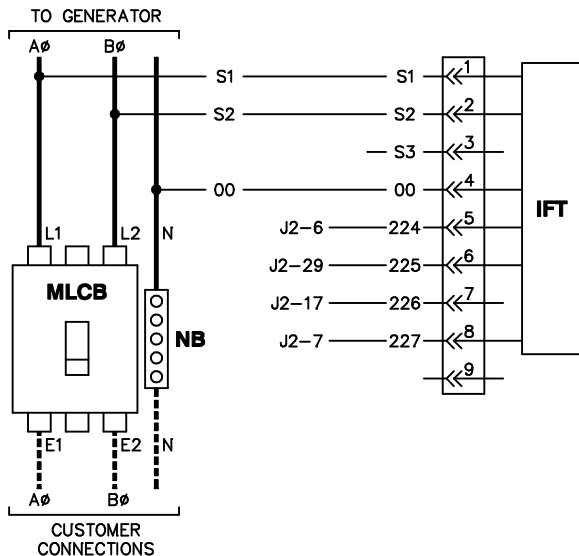 TO GENERATOR
AØ BØ
S1 S1 1
S2 S2 2
S3 3
00 00 4
IFT
L1 L2 N
J2-6 224 5
J2-29 225 6
MLCB
J2-17 226 7
NB
J2-7 227 8
9
E1 E2 N
AØ BØ
CUSTOMER
CONNECTIONS